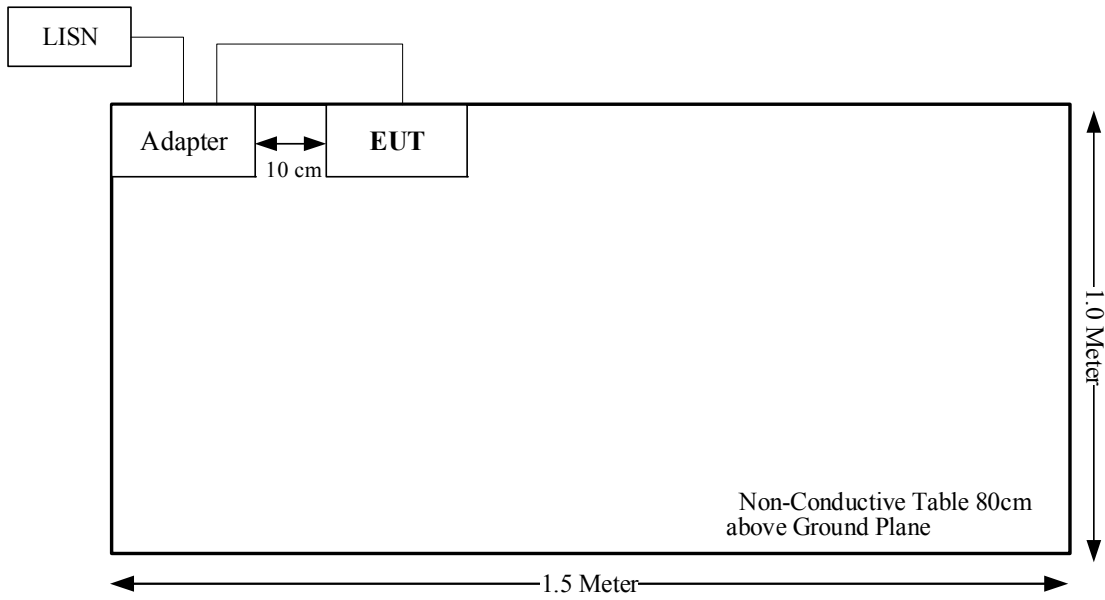 LISN
Adapter
EUT
10 cm
1.0 Meter
Non-Conductive Table 80cm
above Ground Plane
1.5 Meter